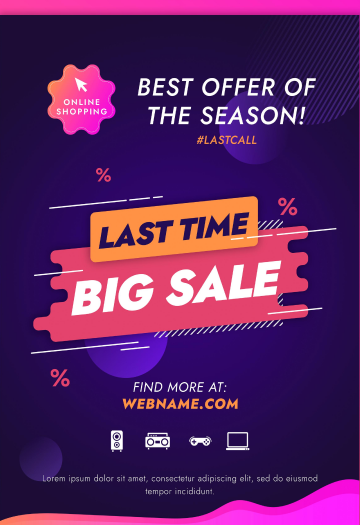 ONLINE
SHOPPING
BEST OFFER OF
THE SEASON!
#LASTCALL
%
%
LAST TIME
BIG SALE
%
FIND MORE AT:
WEBNAME.COM
Lorem ipsum dolor sit amet, consectetur adipiscing elit, sed do eiusmod
tempor incididunt.